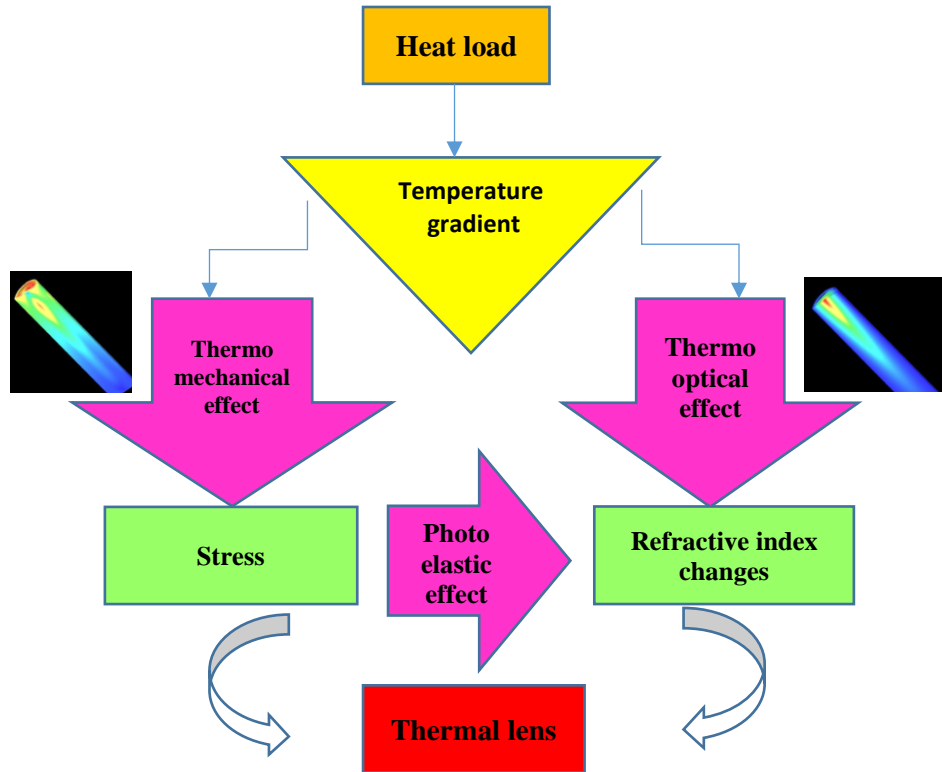 Heat load
Temperature
gradient
Thermo
mechanical
effect
Thermo
optical
effect
Stress
Photo
elastic
effect
Refractive index
changes
Thermal lens